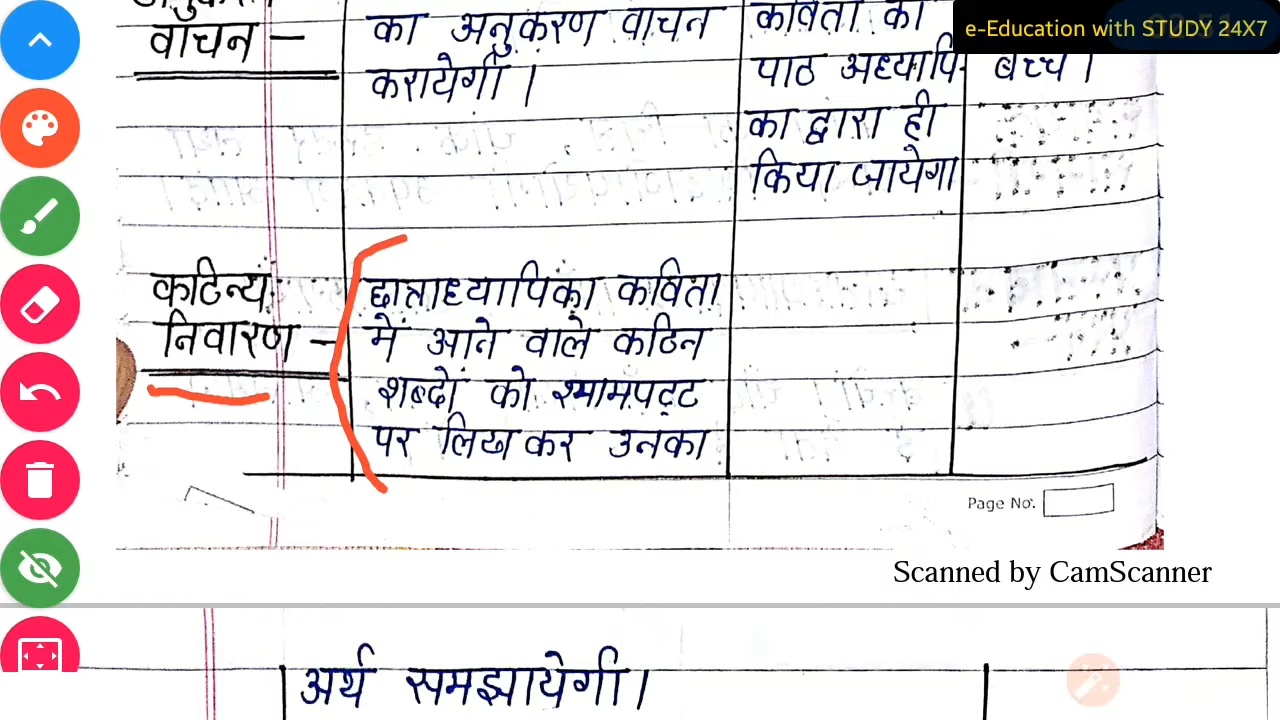 e-Education with STUDY 24X7
वाचन –
का अनुकरण वाचन
करायेगी।
कविता का
पाठ अध्यापि-
का द्वारा ही
किया जायेगा
बच्चे।
कठिन्य
निवारण –
छात्राध्यापिका कविता
में आने वाले कठिन
शब्दों को श्यामपट्ट
पर लिख कर उनका
Page No.
Scanned by CamScanner
अर्थ समझायेगी।